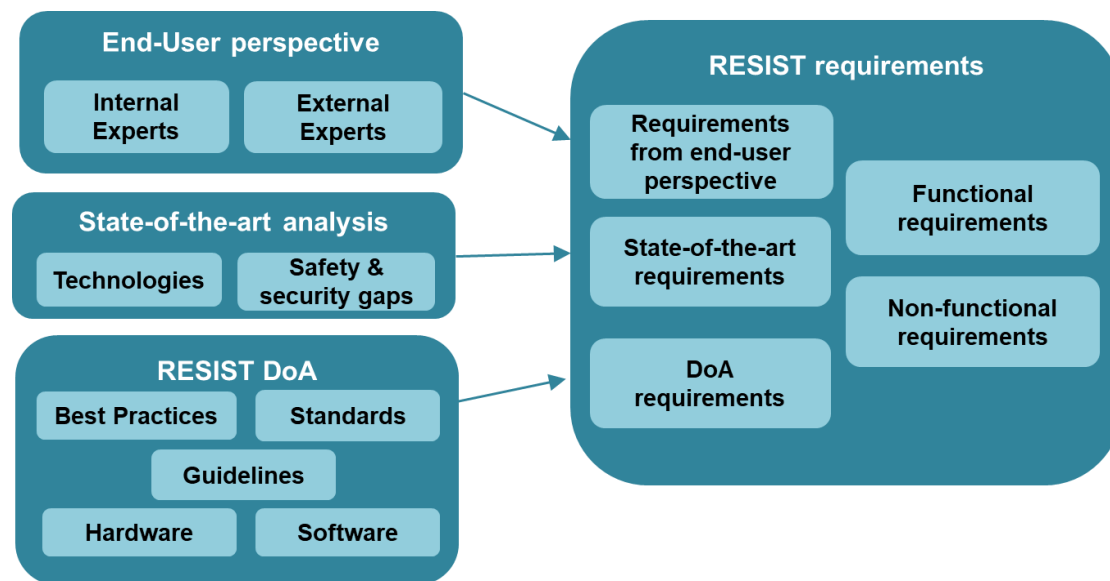 End-User perspective
Internal
Experts
External
Experts
State-of-the-art analysis
Technologies
Safety &
security gaps
RESIST DoA
Best Practices
Standards
Guidelines
Hardware
Software
RESIST requirements
Requirements
from end-user
perspective
State-of-the-art
requirements
DoA
requirements
Functional
requirements
Non-functional
requirements